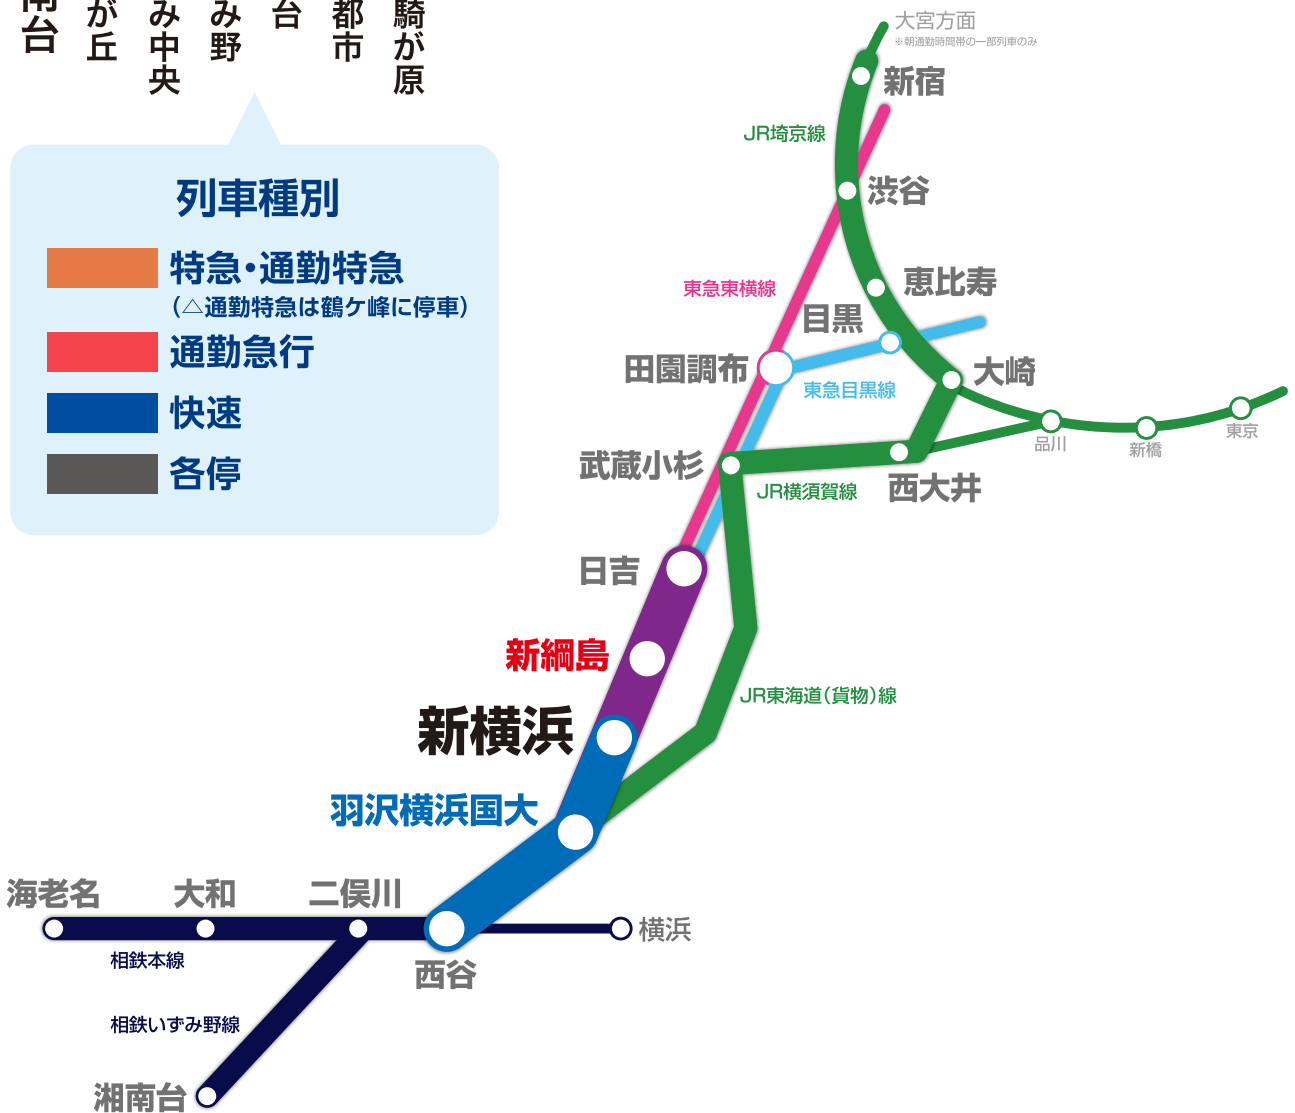 台
が丘
み中央
み野
台
都市
騎が原
列車種別
特急・通勤特急
（△通勤特急は鶴ケ峰に停車）
通勤急行
快速
各停
大宮方面
※朝通勤時間帯の一部列車のみ
新宿
JR埼京線
渋谷
恵比寿
東急東横線
目黒
田園調布
大崎
東急目黒線
品川
新橋
東京
武蔵小杉
JR横須賀線
西大井
日吉
新綱島
JR東海道（貨物）線
新横浜
羽沢横浜国大
海老名
大和
二俣川
横浜
西谷
相鉄本線
相鉄いずみ野線
湘南台